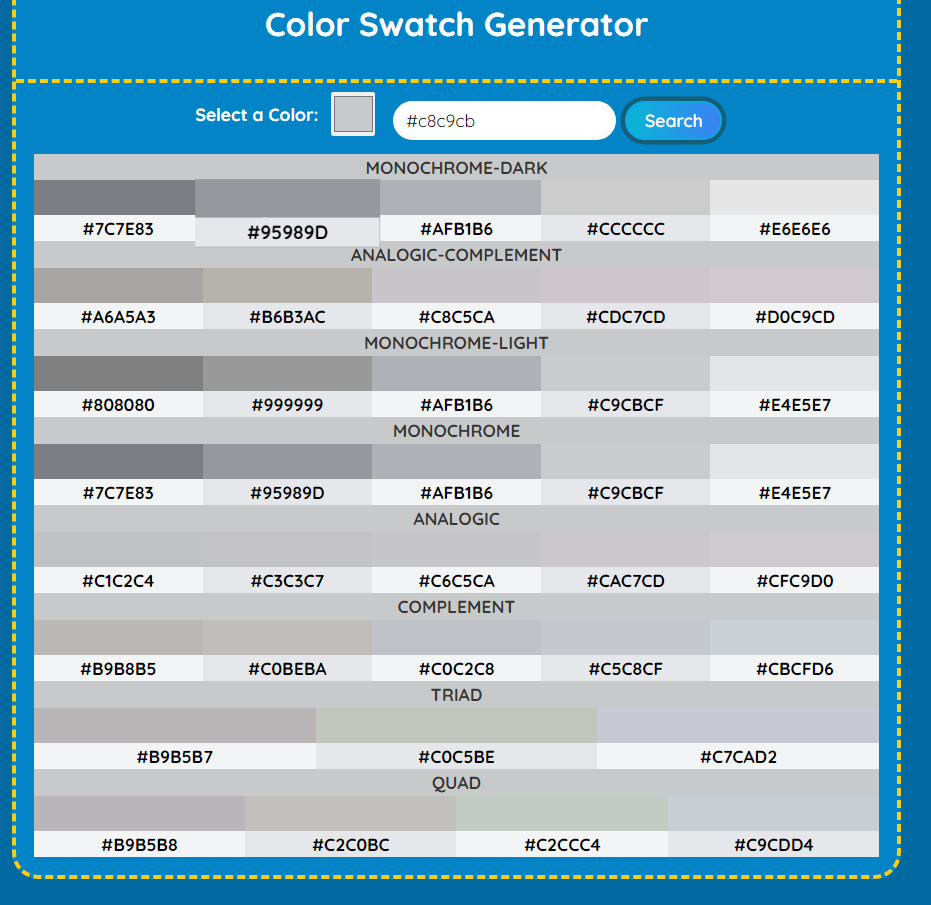 Color Swatch Generator
Select a Color: #c8c9cb Search
MONOCHROME-DARK
#7C7E83 #95989D #AFB1B6 #CCCCCC #E6E6E6
ANALOGIC-COMPLEMENT
#A6A5A3 #B6B3AC #C8C5CA #CDC7CD #D0C9CD
MONOCHROME-LIGHT
#808080 #999999 #AFB1B6 #C9CBCF #E4E5E7
MONOCHROME
#7C7E83 #95989D #AFB1B6 #C9CBCF #E4E5E7
ANALOGIC
#C1C2C4 #C3C3C7 #C6C5CA #CAC7CD #CFC9D0
COMPLEMENT
#B9B8B5 #C0BEBA #C0C2C8 #C5C8CF #CBCFD6
TRIAD
#B9B5B7 #C0C5BE #C7CAD2
QUAD
#B9B5B8 #C2C0BC #C2CCC4 #C9CDD4